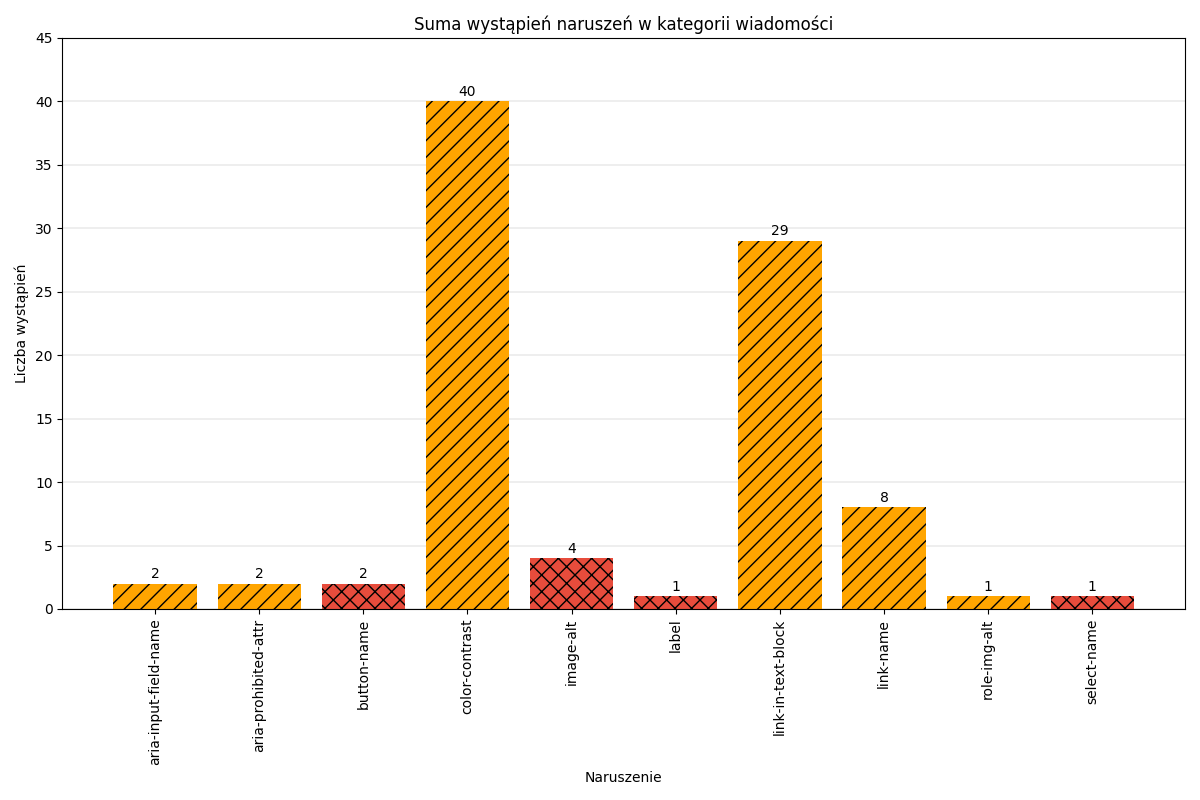 Suma wystąpień naruszeń w kategorii wiadomości
45
40
35
30
25
20
15
10
5
0
Liczba wystąpień
2
2
2
40
4
1
29
8
1
1
aria-input-field-name
aria-prohibited-attr
button-name
color-contrast
image-alt
label
link-in-text-block
link-name
role-img-alt
select-name
Naruszenie